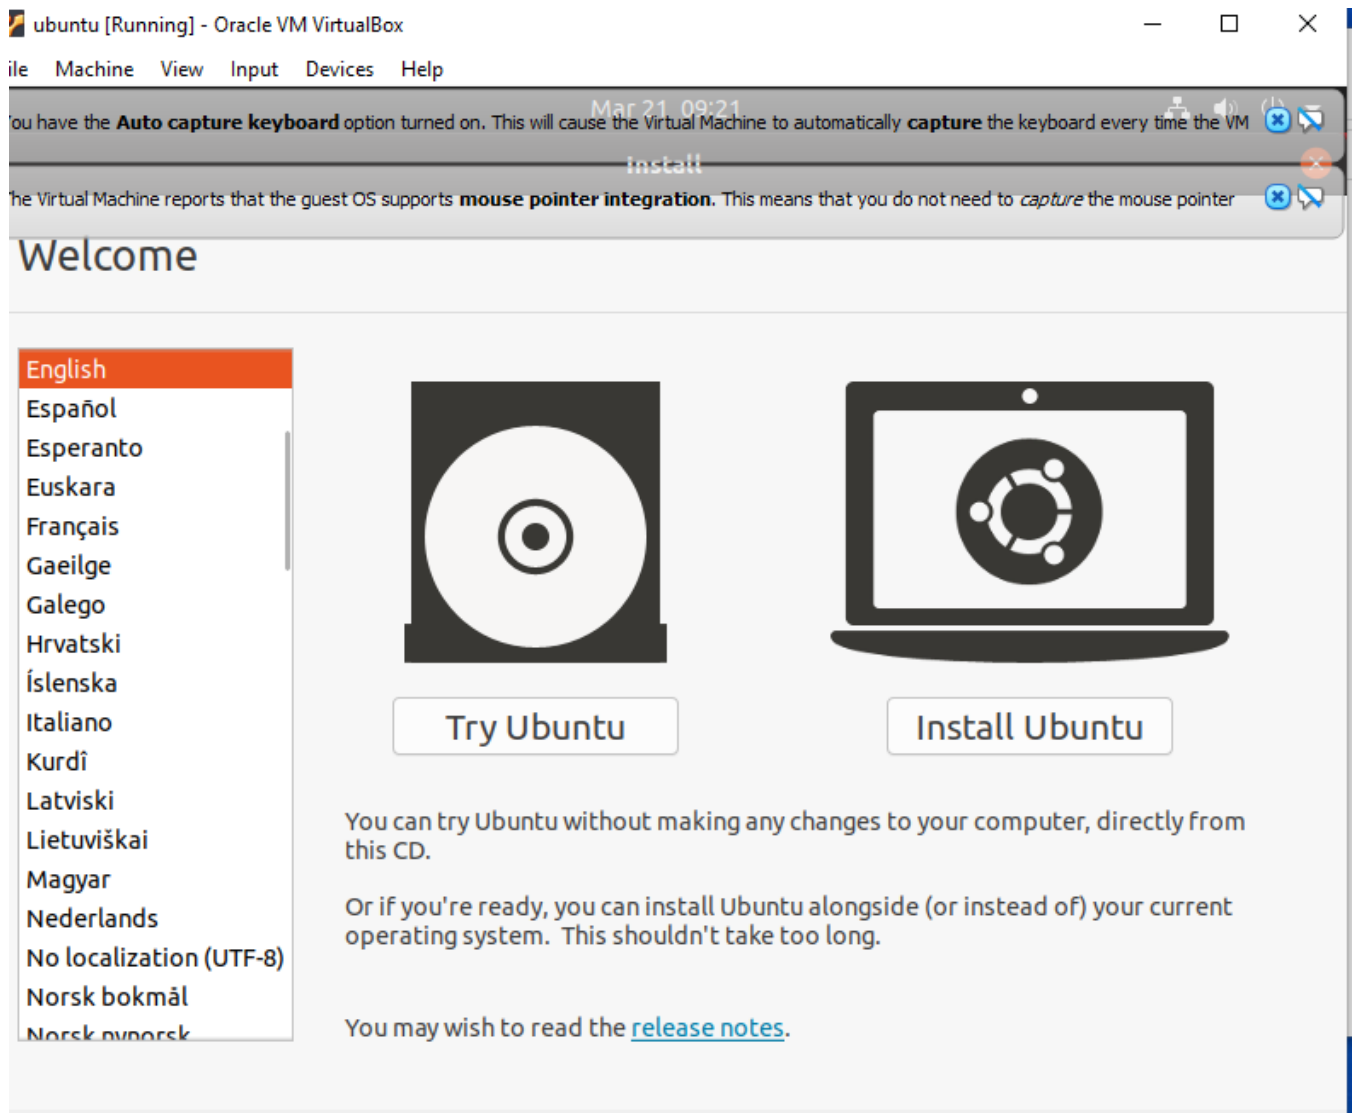 ubuntu [Running] - Oracle VM VirtualBox
Machine View Input Devices Help
Mar 21 09:21
have the Auto capture keyboard option turned on. This will cause the Virtual Machine to automatically capture the keyboard every time the VM
Install
Virtual Machine reports that the guest OS supports mouse pointer integration. This means that you do not need to capture the mouse pointer
Welcome
English
Español
Esperanto
Euskara
Français
Gaeilge
Galego
Hrvatski
Íslenska
Italiano
Kurdî
Latviski
Lietuviškai
Magyar
Nederlands
No localization (UTF-8)
Norsk bokmål
Norsk nynorsk
Try Ubuntu
Install Ubuntu
You can try Ubuntu without making any changes to your computer, directly from
this CD.
Or if you're ready, you can install Ubuntu alongside (or instead of) your current
operating system. This shouldn't take too long.
You may wish to read the release notes.